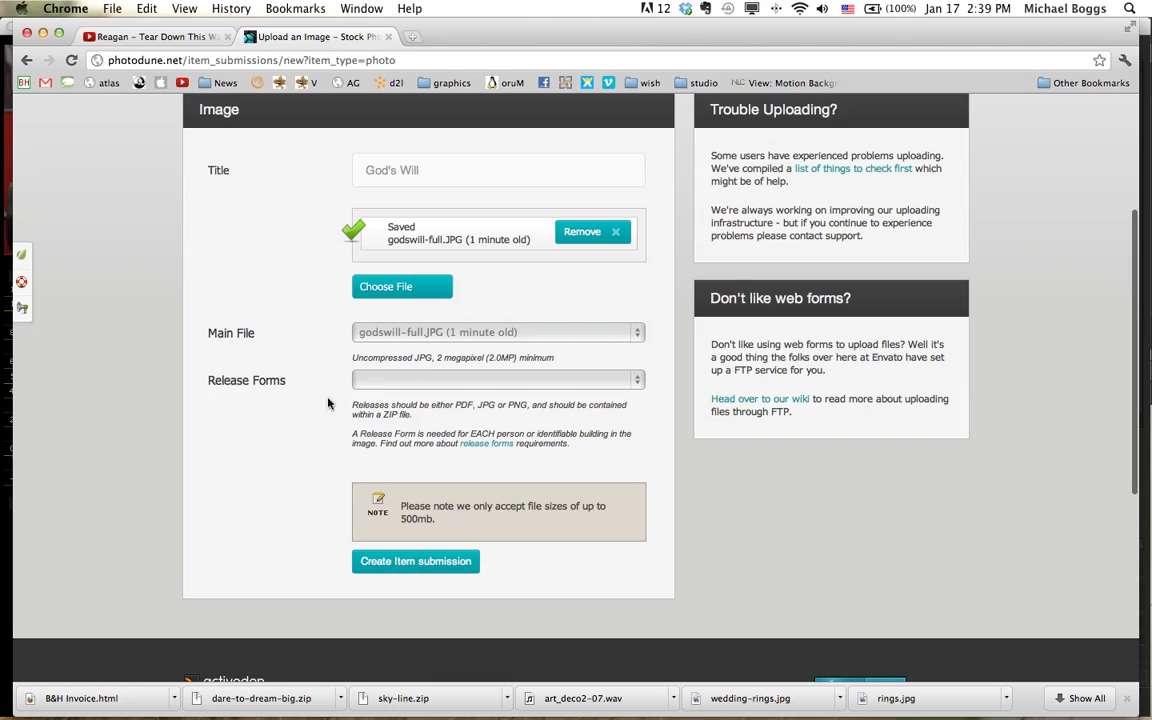 Chrome File Edit View History Bookmarks Window Help 12 (100%) Jan 17 2:39 PM Michael Boggs
Reagan – Tear Down This W
Upload an Image – Stock Pho
photodune.net/item_submissions/new?item_type=photo
BH atlas News V AG d2l graphics oruM wish studio NLC View: Motion Backg Other Bookmarks
Image
Title
God's Will
Saved
godswill-full.JPG (1 minute old)
Remove
Choose File
Main File
godswill-full.JPG (1 minute old)
Uncompressed JPG, 2 megapixel (2.0MP) minimum
Release Forms
Releases should be either PDF, JPG or PNG, and should be contained
within a ZIP file.
A Release Form is needed for EACH person or identifiable building in the
image. Find out more about release forms requirements.
NOTE
Please note we only accept file sizes of up to
500mb.
Create Item submission
Trouble Uploading?
Some users have experienced problems uploading.
We've compiled a list of things to check first which
might be of help.
We're always working on improving our uploading
infrastructure - but if you continue to experience
problems please contact support.
Don't like web forms?
Don't like using web forms to upload files? Well it's
a good thing the folks over here at Envato have set
up a FTP service for you.
Head over to our wiki to read more about uploading
files through FTP.
activeden
B&H Invoice.html
dare-to-dream-big.zip
sky-line.zip
art_deco2-07.wav
wedding-rings.jpg
rings.jpg
Show All